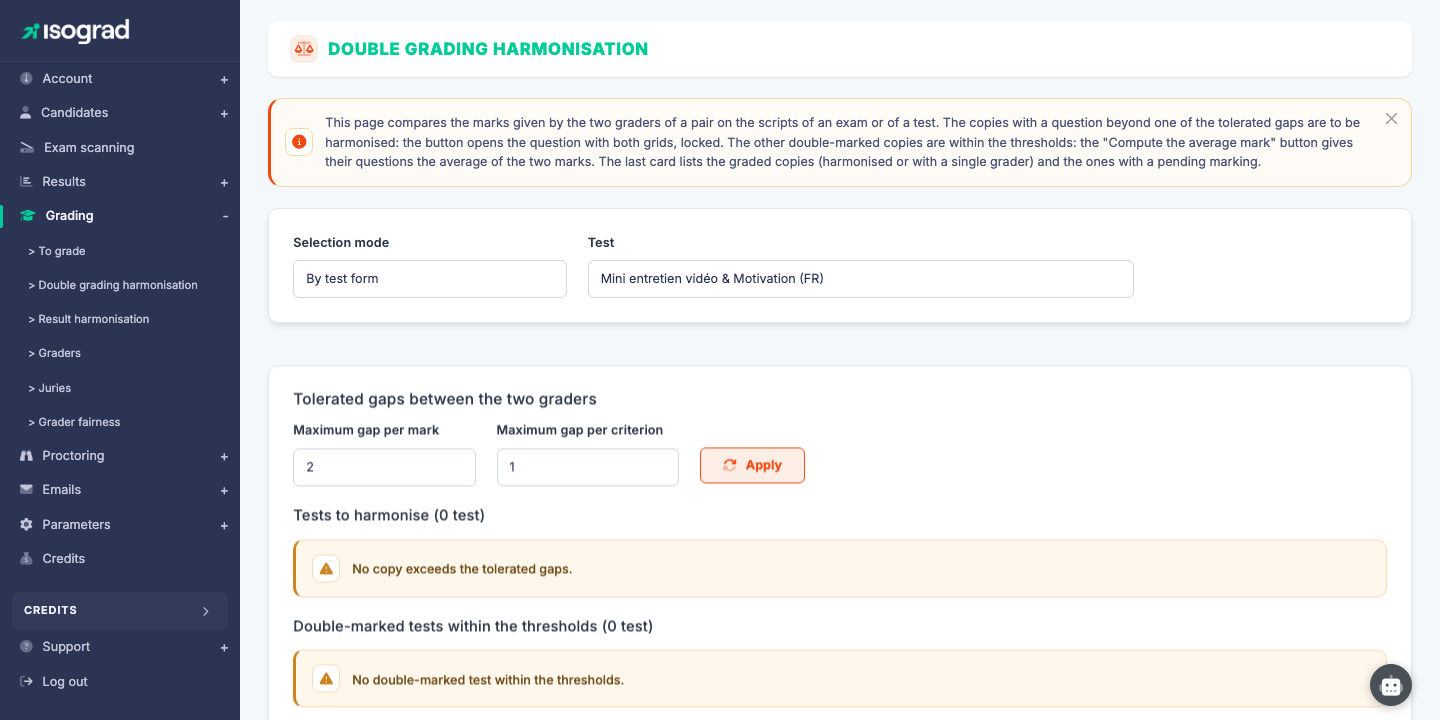 isograd
Account +
Candidates +
Exam scanning
Results +
Grading -
> To grade
> Double grading harmonisation
> Result harmonisation
> Graders
> Juries
> Grader fairness
Proctoring +
Emails +
Parameters +
Credits
CREDITS
Support +
Log out
DOUBLE GRADING HARMONISATION
This page compares the marks given by the two graders of a pair on the scripts of an exam or of a test. The copies with a question beyond one of the tolerated gaps are to be
harmonised: the button opens the question with both grids, locked. The other double-marked copies are within the thresholds: the "Compute the average mark" button gives
their questions the average of the two marks. The last card lists the graded copies (harmonised or with a single grader) and the ones with a pending marking.
Selection mode Test
By test form Mini entretien vidéo & Motivation (FR)
Tolerated gaps between the two graders
Maximum gap per mark Maximum gap per criterion
2 1 Apply
Tests to harmonise (0 test)
No copy exceeds the tolerated gaps.
Double-marked tests within the thresholds (0 test)
No double-marked test within the thresholds.